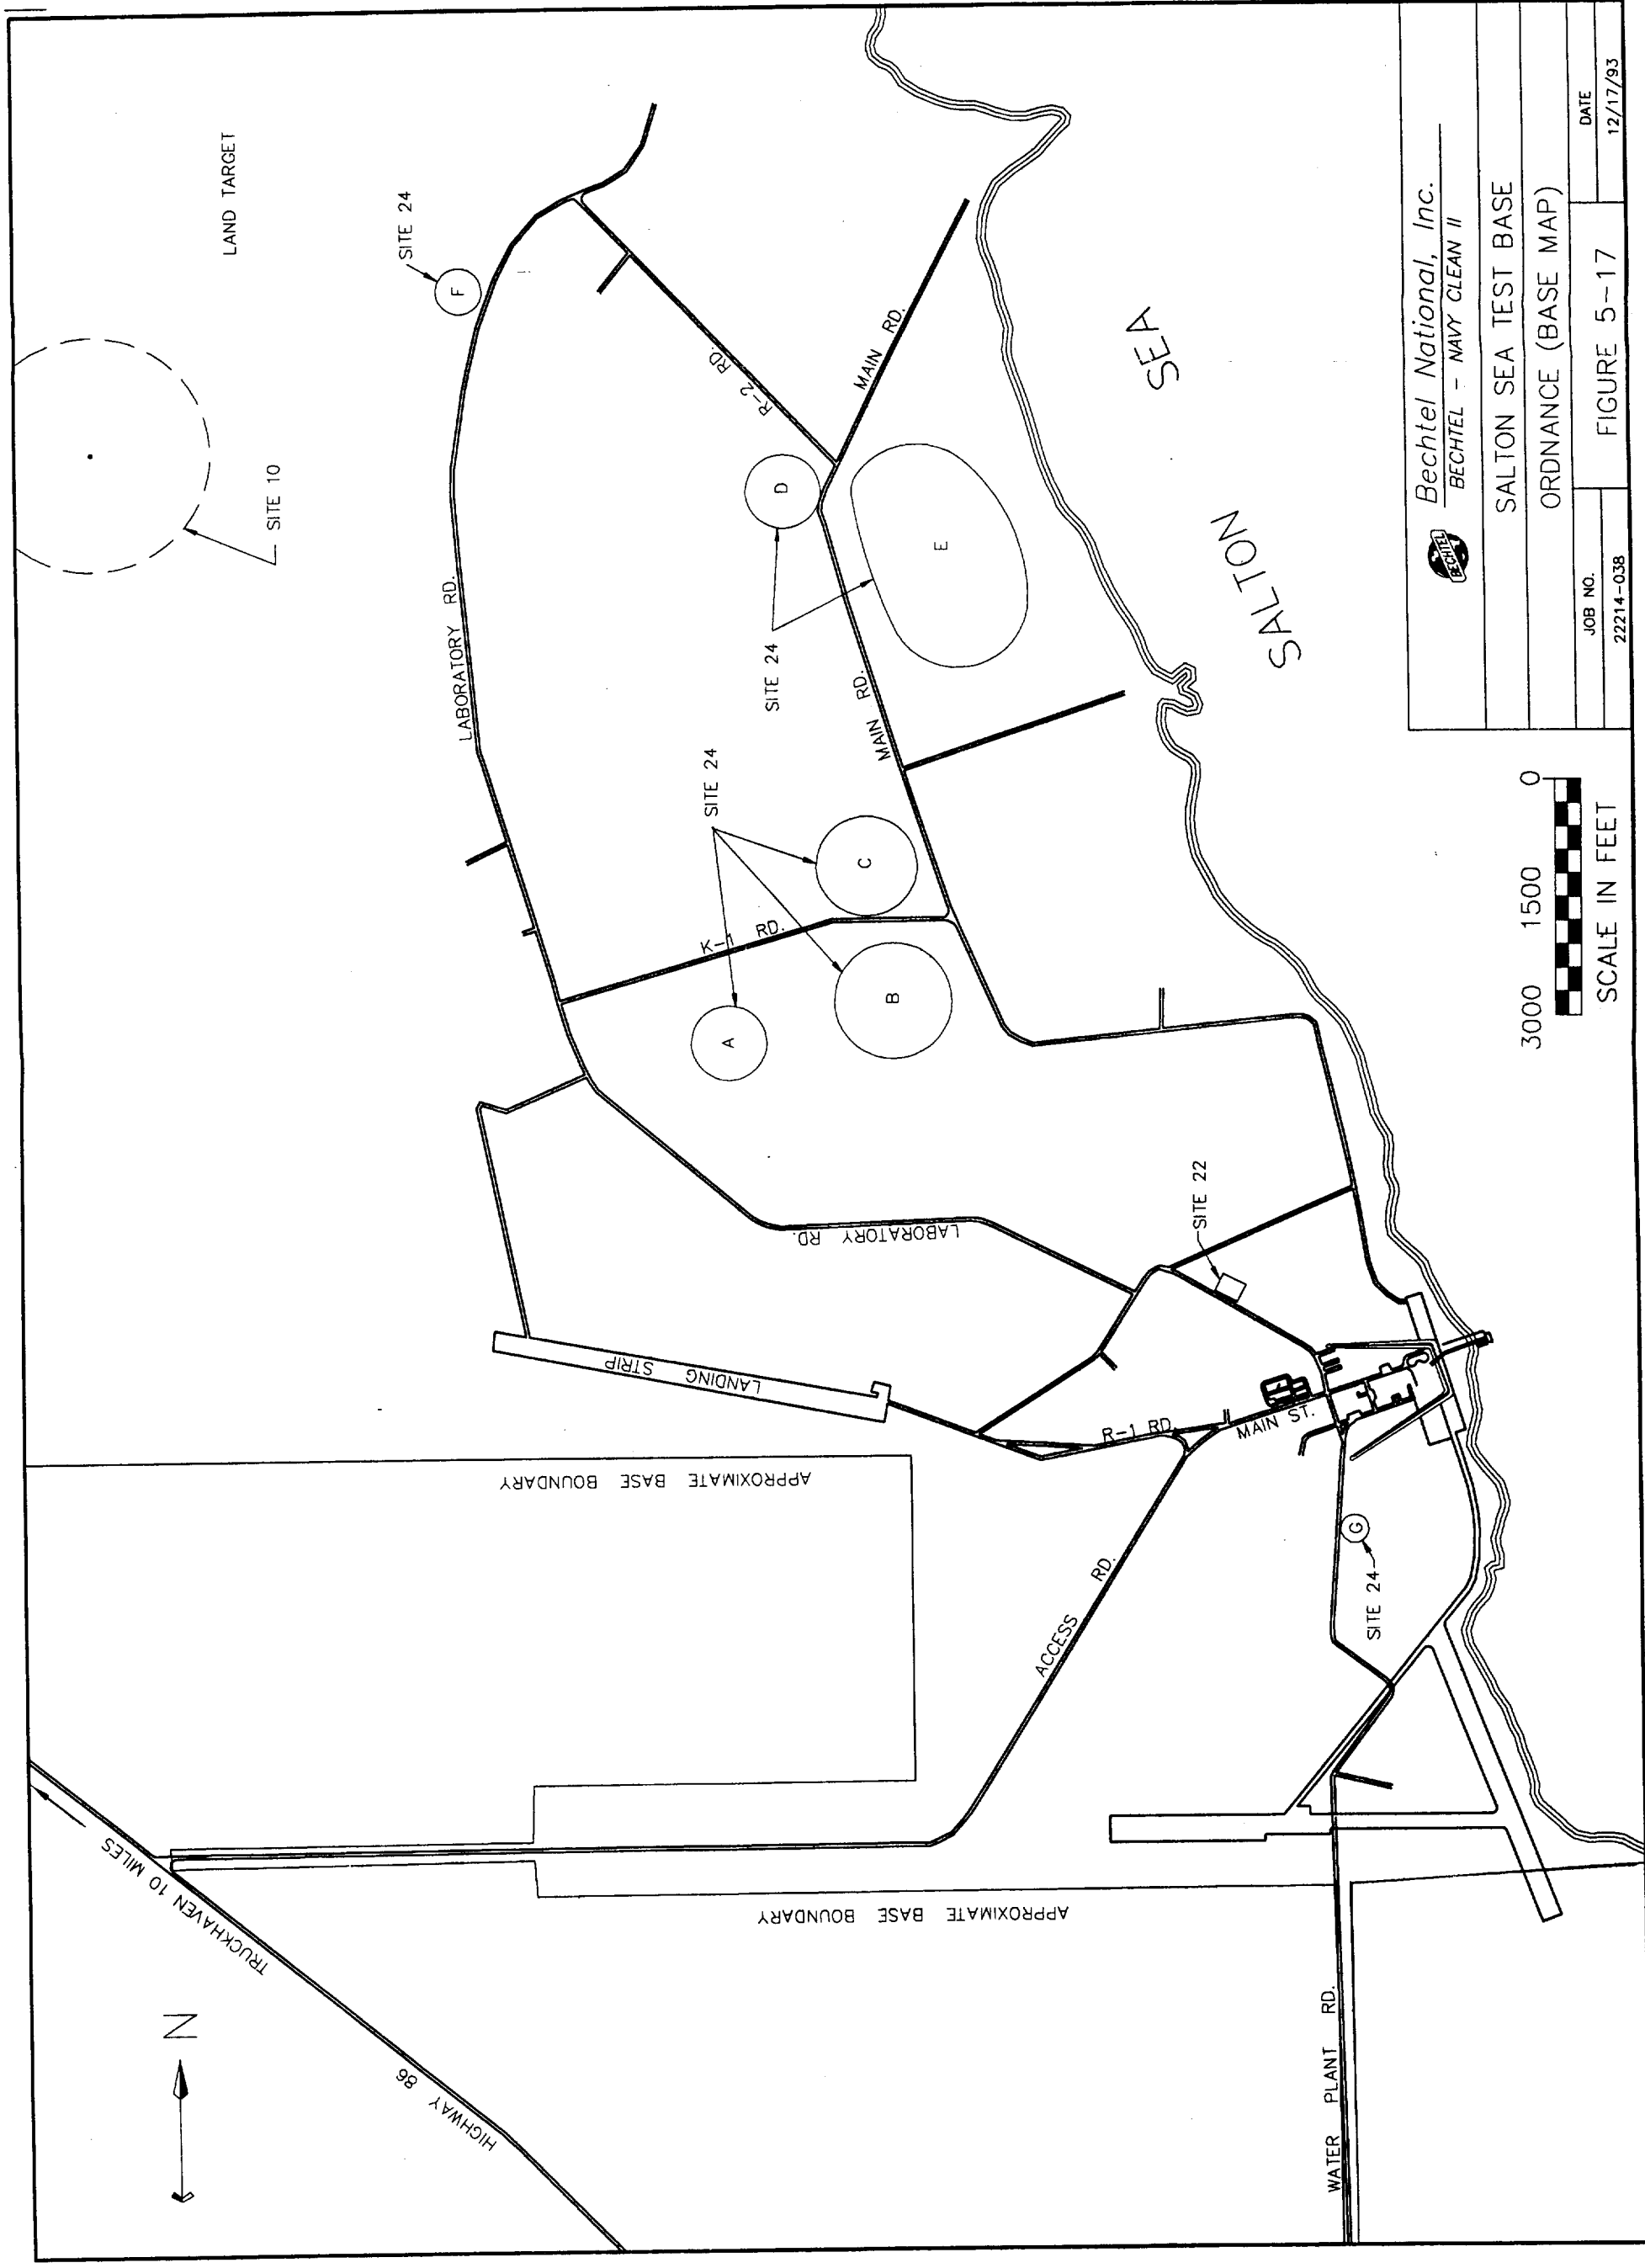 N
TRUCKHAVEN 10 MILES
HIGHWAY 86
APPROXIMATE BASE BOUNDARY
APPROXIMATE BASE BOUNDARY
WATER PLANT RD.
ACCESS RD.
LANDING STRIP
R-1 RD.
MAIN ST.
SITE 24
G
SITE 22
LABORATORY RD.
LABORATORY RD.
K-1 RD.
A
B
C
SITE 24
MAIN RD.
SITE 24
D
E
R-2 RD.
MAIN RD.
SITE 24
F
SITE 10
LAND TARGET
SALTON SEA
3000 1500 0
SCALE IN FEET
BECHTEL
Bechtel National, Inc.
BECHTEL - NAVY CLEAN II
SALTON SEA TEST BASE
ORDNANCE (BASE MAP)
JOB NO.
22214-038
FIGURE 5-17
DATE
12/17/93